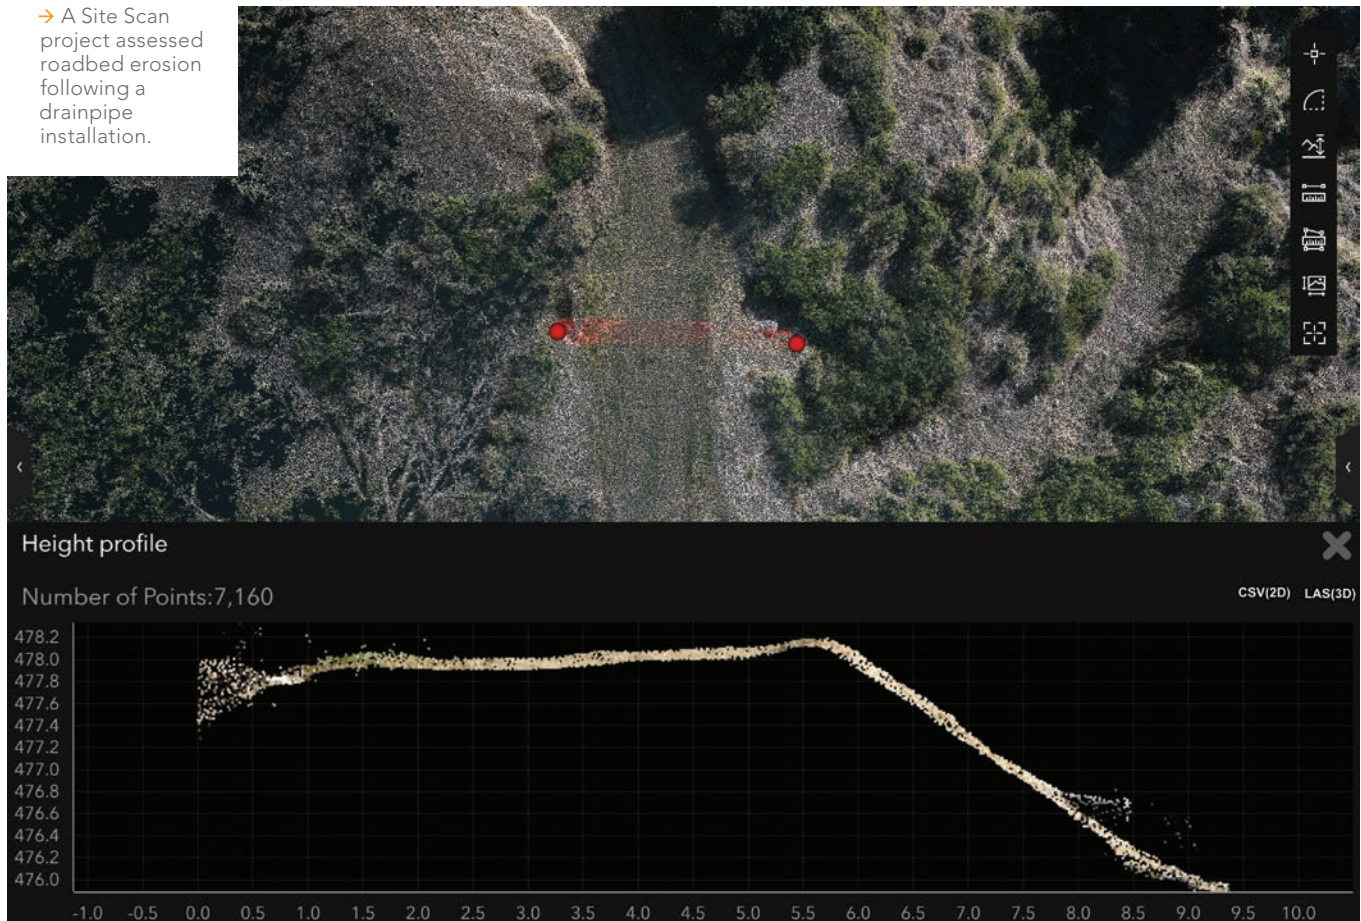 → A Site Scan
project assessed
roadbed erosion
following a
drainpipe
installation.
Height profile
Number of Points:7,160
CSV(2D) LAS(3D)
478.2
478.0
477.8
477.6
477.4
477.2
477.0
476.8
476.6
476.4
476.2
476.0
-1.0 -0.5 0.0 0.5 1.0 1.5 2.0 2.5 3.0 3.5 4.0 4.5 5.0 5.5 6.0 6.5 7.0 7.5 8.0 8.5 9.0 9.5 10.0